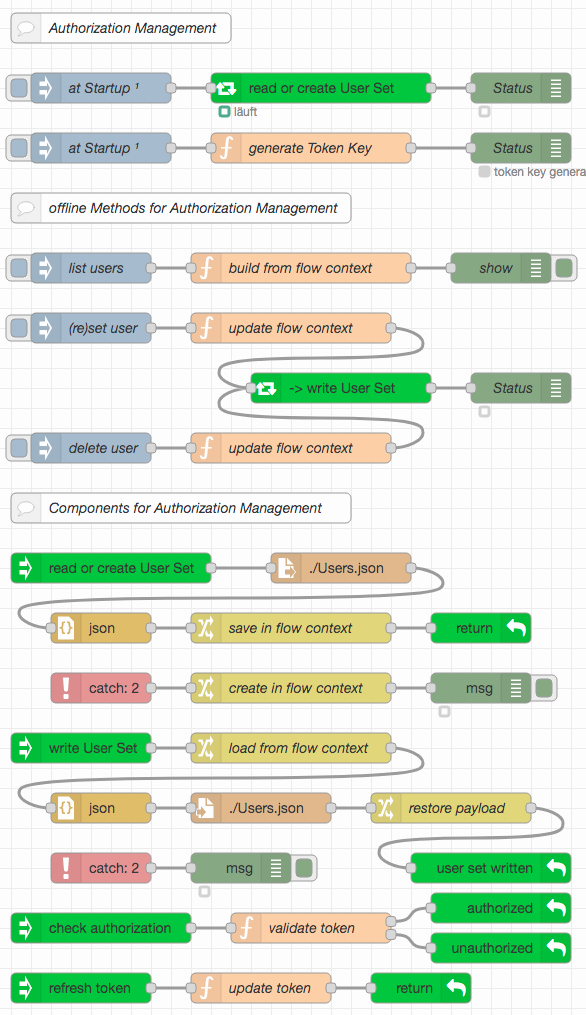 Authorization Management
at Startup ¹ read or create User Set Status
läuft
at Startup ¹ generate Token Key Status
token key genera
offline Methods for Authorization Management
list users build from flow context show
(re)set user update flow context
-> write User Set Status
delete user update flow context
Components for Authorization Management
read or create User Set ./Users.json
{} json save in flow context return
catch: 2 create in flow context msg
write User Set load from flow context
{} json ./Users.json restore payload
catch: 2 msg user set written
authorized
check authorization validate token
unauthorized
refresh token update token return